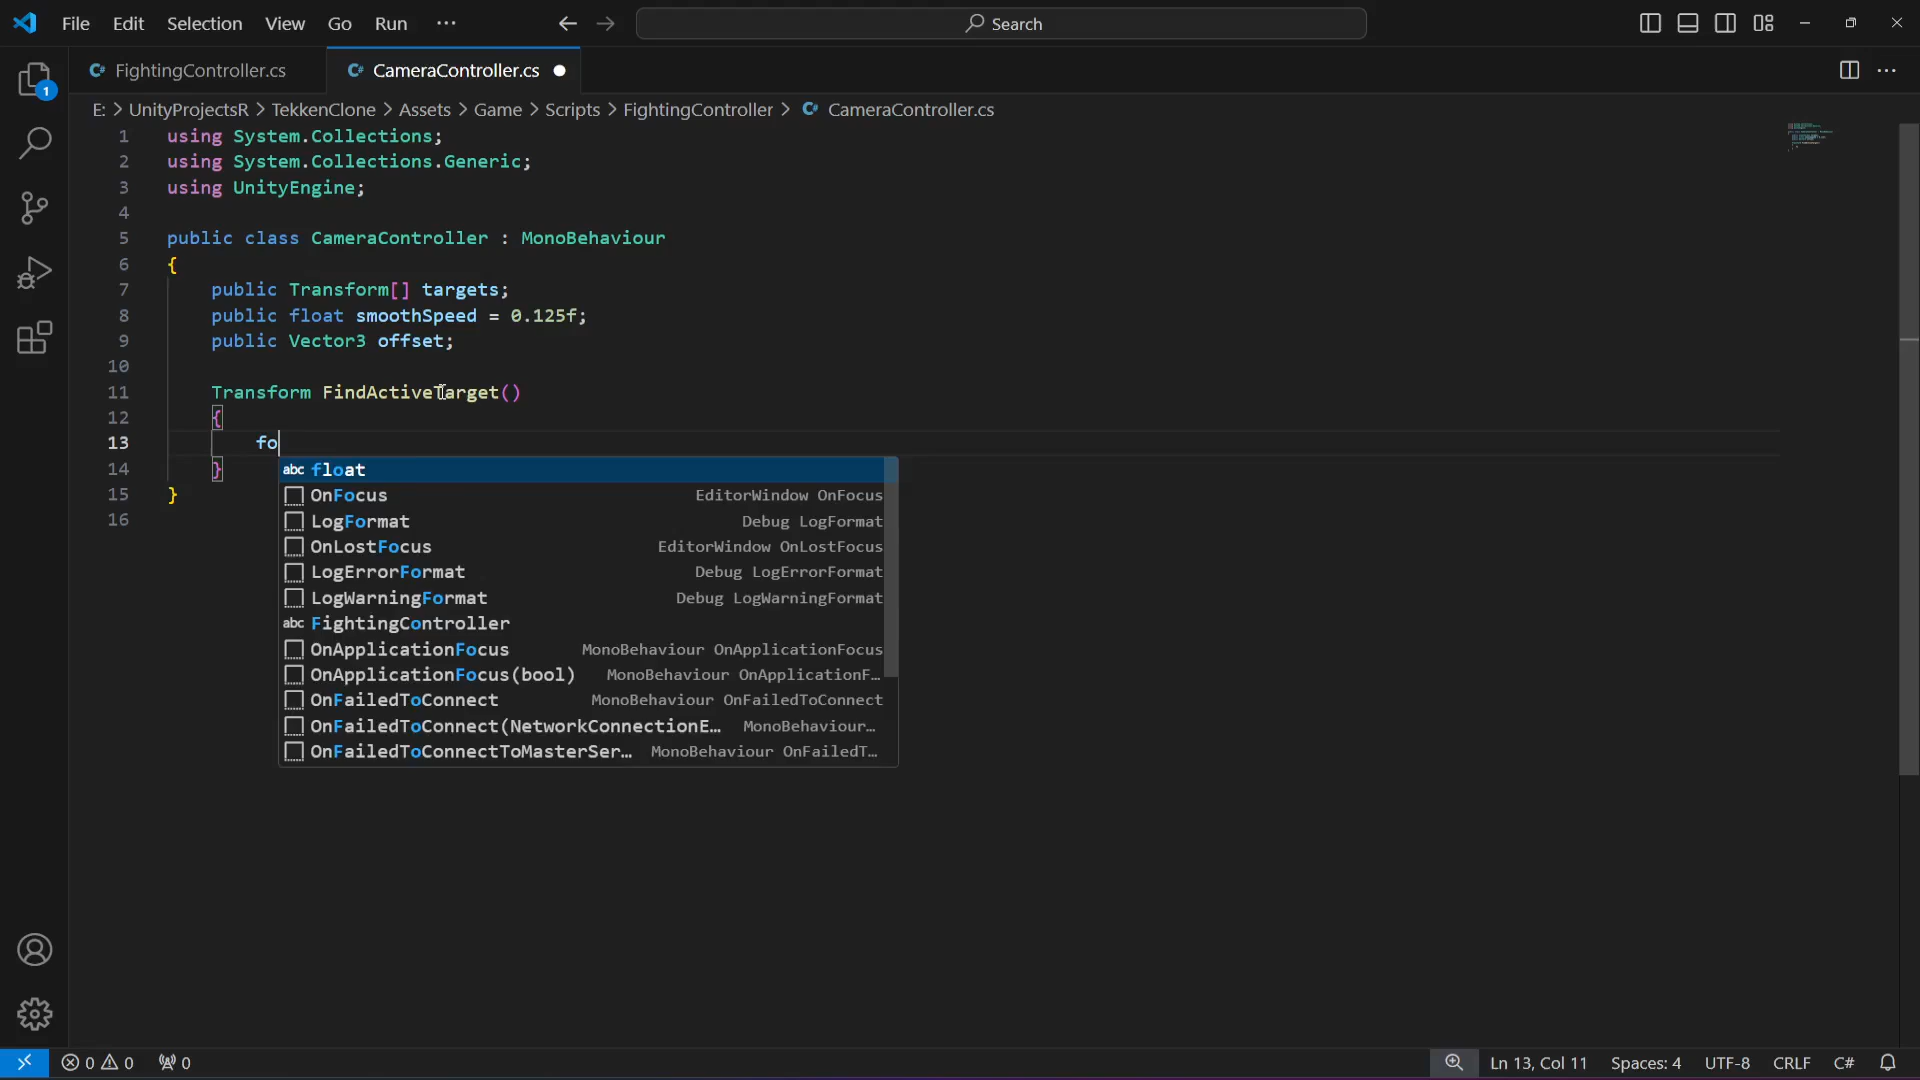 File Edit Selection View Go Run ··· Search
FightingController.cs CameraController.cs
E: > UnityProjectsR > TekkenClone > Assets > Game > Scripts > FightingController > CameraController.cs
1
1 using System.Collections;
2 using System.Collections.Generic;
3 using UnityEngine;
4
5 public class CameraController : MonoBehaviour
6 {
7 public Transform[] targets;
8 public float smoothSpeed = 0.125f;
9 public Vector3 offset;
10
11 Transform FindActiveTarget()
12 {
13 fo
14 }
15 }
16
abc float
OnFocus EditorWindow OnFocus
LogFormat Debug LogFormat
OnLostFocus EditorWindow OnLostFocus
LogErrorFormat Debug LogErrorFormat
LogWarningFormat Debug LogWarningFormat
abc FightingController
OnApplicationFocus MonoBehaviour OnApplicationFocus
OnApplicationFocus(bool) MonoBehaviour OnApplicationF…
OnFailedToConnect MonoBehaviour OnFailedToConnect
OnFailedToConnect(NetworkConnectionE… MonoBehaviour…
OnFailedToConnectToMasterSer… MonoBehaviour OnFailedT…
0 0 0 Ln 13, Col 11 Spaces: 4 UTF-8 CRLF C#